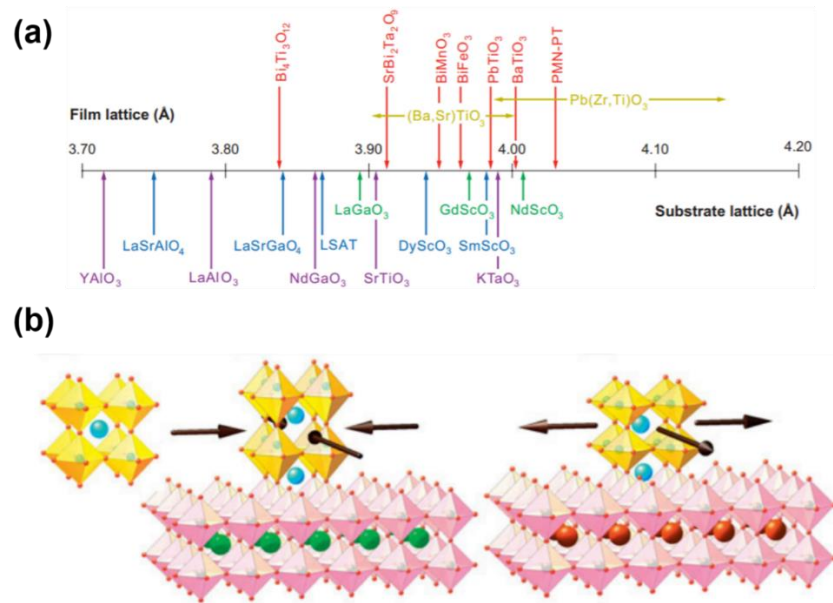 (a)
Bi₄Ti₃O₁₂
SrBi₂Ta₂O₉
BiMnO₃
BiFeO₃
PbTiO₃
BaTiO₃
PMN-PT
Pb(Zr,Ti)O₃
(Ba,Sr)TiO₃
Film lattice (Å)
3.70 3.80 3.90 4.00 4.10 4.20
Substrate lattice (Å)
LaGaO₃ GdScO₃ NdScO₃
LaSrAlO₄ LaSrGaO₄ LSAT DyScO₃ SmScO₃
YAlO₃ LaAlO₃ NdGaO₃ SrTiO₃ KTaO₃
(b)